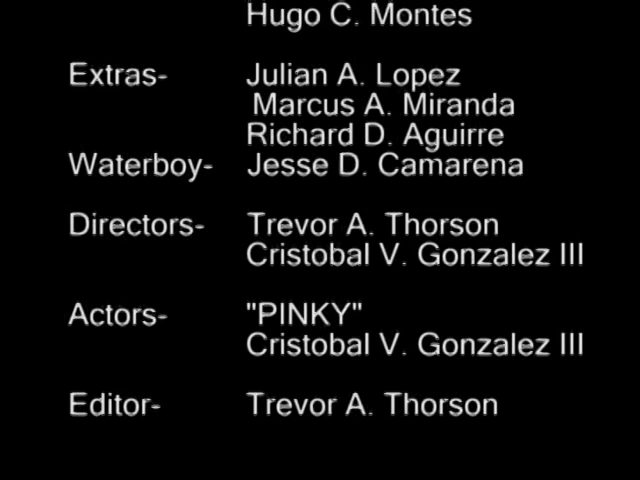 Hugo C. Montes
Extras- Julian A. Lopez
Marcus A. Miranda
Richard D. Aguirre
Waterboy- Jesse D. Camarena
Directors- Trevor A. Thorson
Cristobal V. Gonzalez III
Actors- "PINKY"
Cristobal V. Gonzalez III
Editor- Trevor A. Thorson